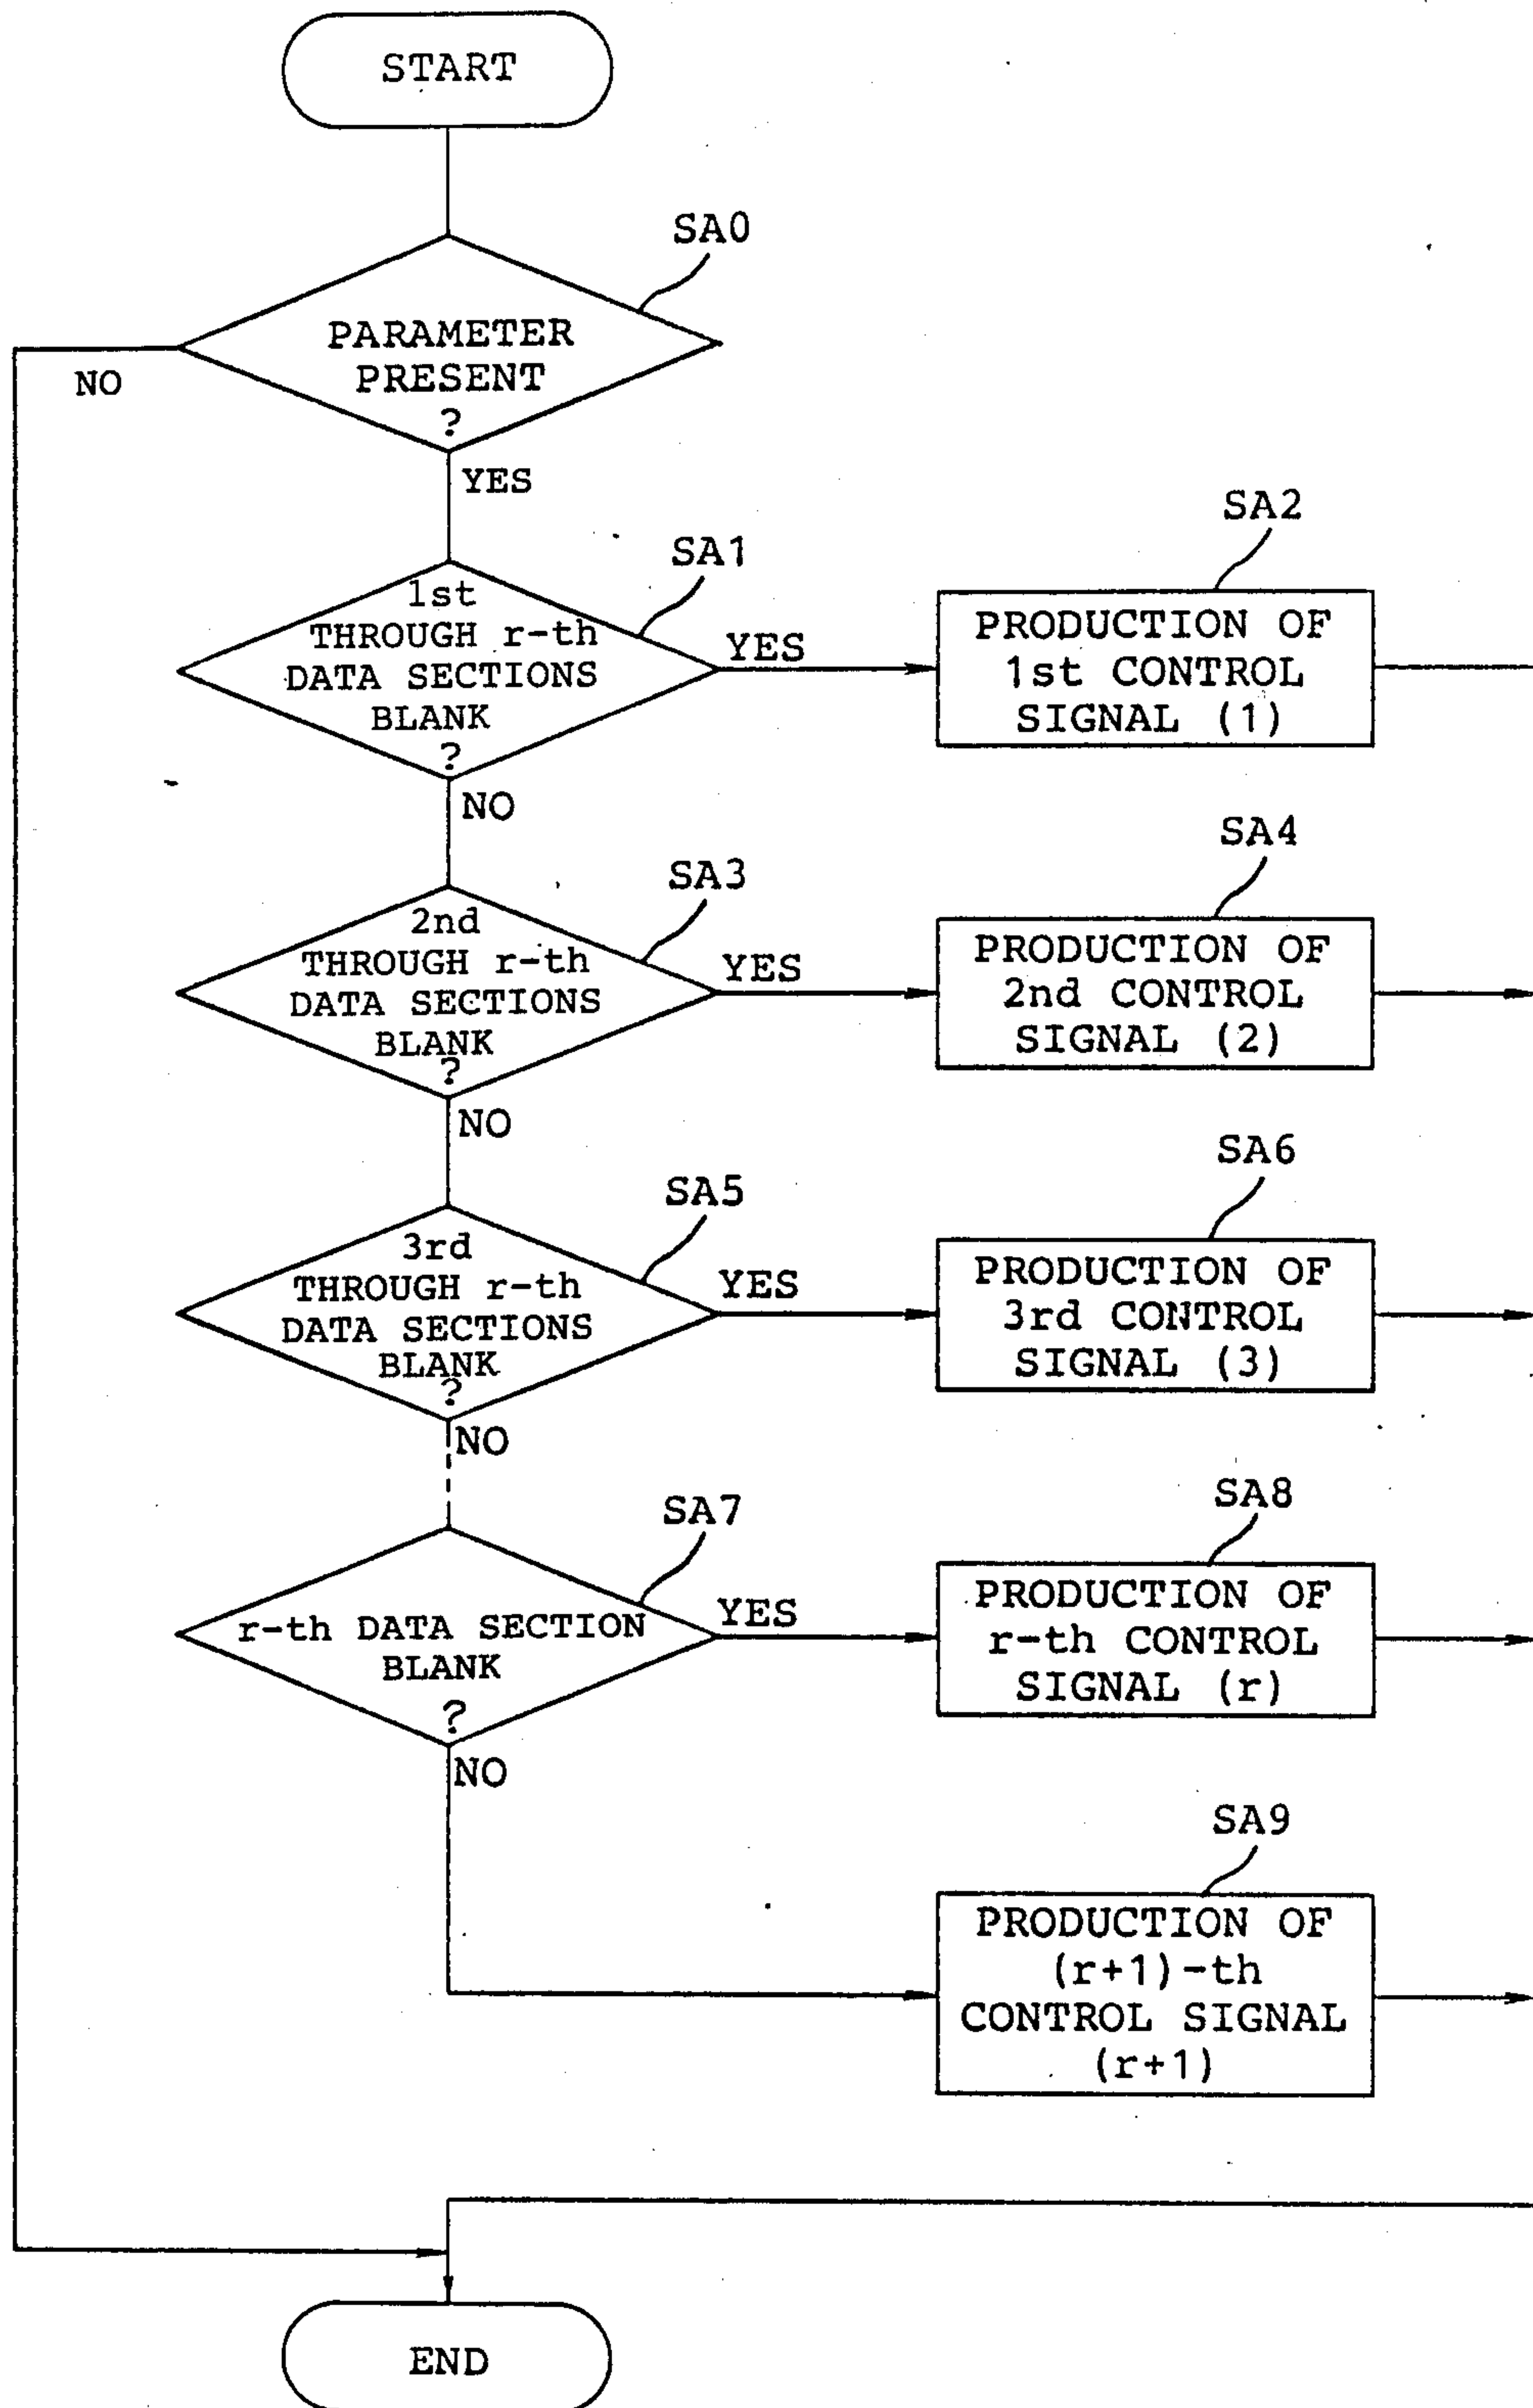 START
SA0
PARAMETER
PRESENT
?
NO
YES
SA1
1st
THROUGH r-th
DATA SECTIONS
BLANK
?
YES
SA2
PRODUCTION OF
1st CONTROL
SIGNAL (1)
NO
SA3
2nd
THROUGH r-th
DATA SECTIONS
BLANK
?
YES
SA4
PRODUCTION OF
2nd CONTROL
SIGNAL (2)
NO
SA5
3rd
THROUGH r-th
DATA SECTIONS
BLANK
?
YES
SA6
PRODUCTION OF
3rd CONTROL
SIGNAL (3)
NO
SA7
r-th DATA SECTION
BLANK
?
YES
SA8
PRODUCTION OF
r-th CONTROL
SIGNAL (r)
NO
SA9
PRODUCTION OF
(r+1)-th
CONTROL SIGNAL
(r+1)
END